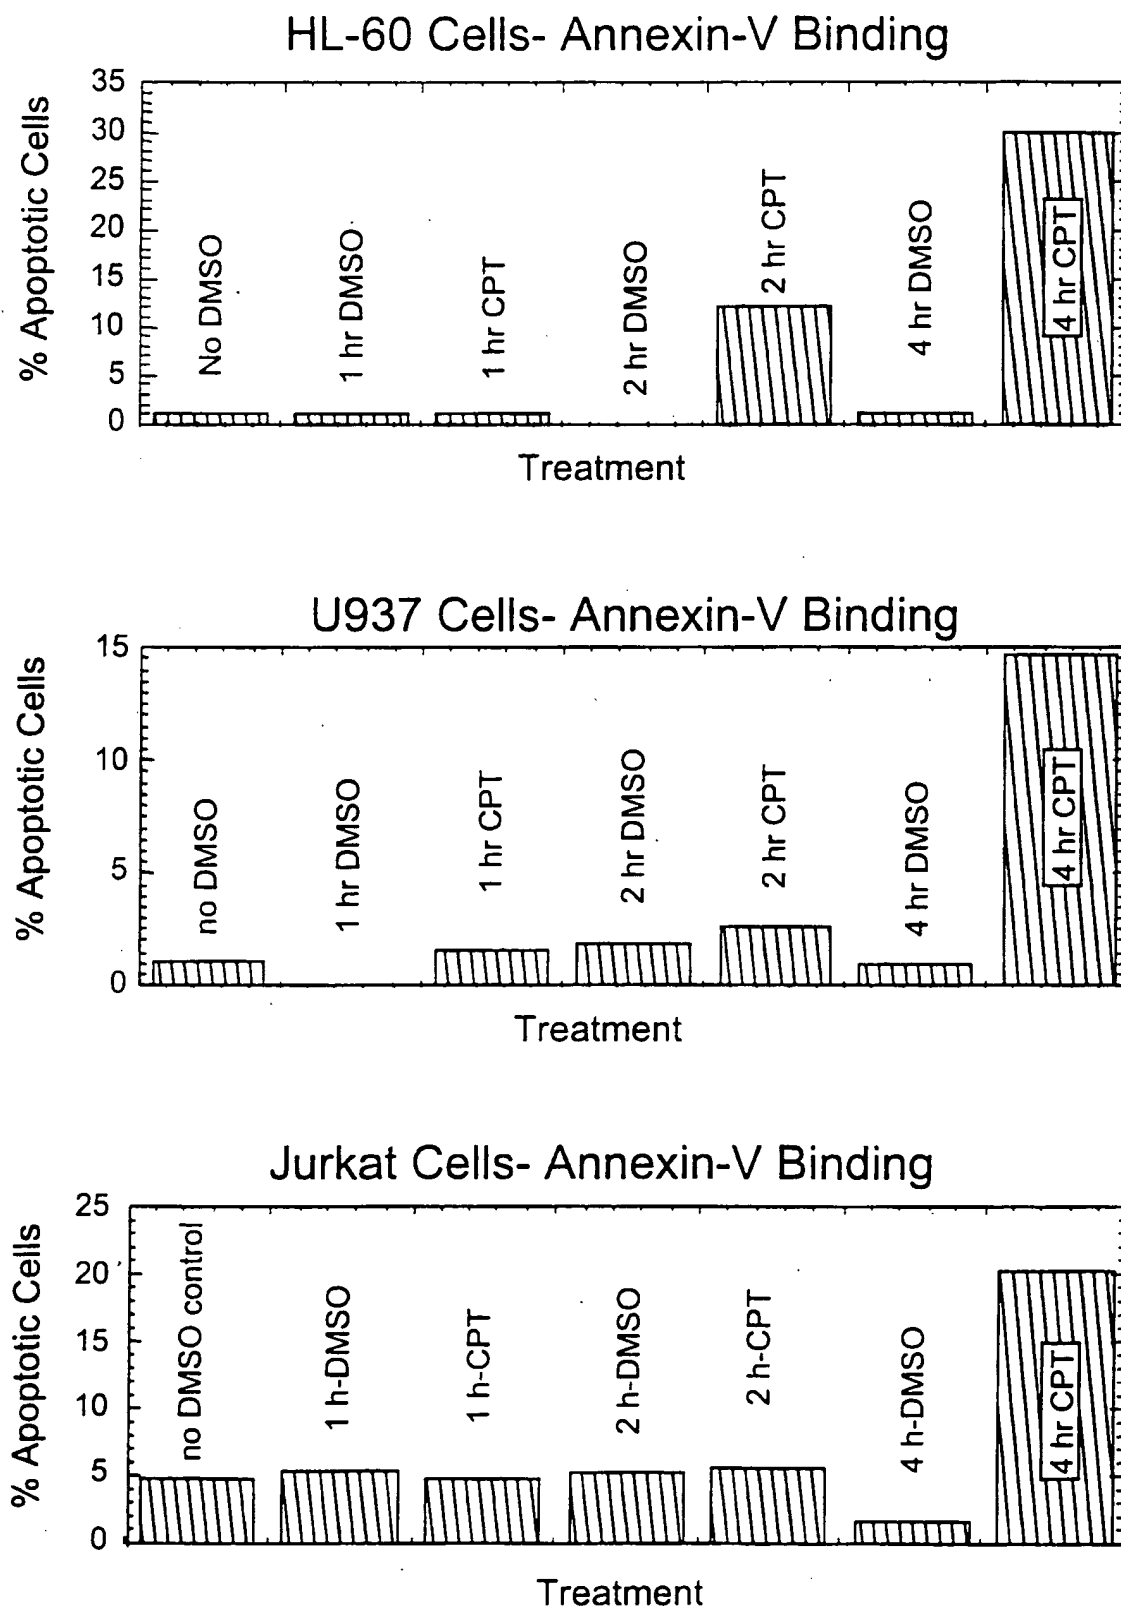 HL-60 Cells- Annexin-V Binding
% Apoptotic Cells
35
30
25
20
15
10
5
0
No DMSO
1 hr DMSO
1 hr CPT
2 hr DMSO
2 hr CPT
4 hr DMSO
4 hr CPT
Treatment
U937 Cells- Annexin-V Binding
% Apoptotic Cells
15
10
5
0
no DMSO
1 hr DMSO
1 hr CPT
2 hr DMSO
2 hr CPT
4 hr DMSO
4 hr CPT
Treatment
Jurkat Cells- Annexin-V Binding
% Apoptotic Cells
25
20
15
10
5
0
no DMSO control
1 h-DMSO
1 h-CPT
2 h-DMSO
2 h-CPT
4 h-DMSO
4 hr CPT
Treatment